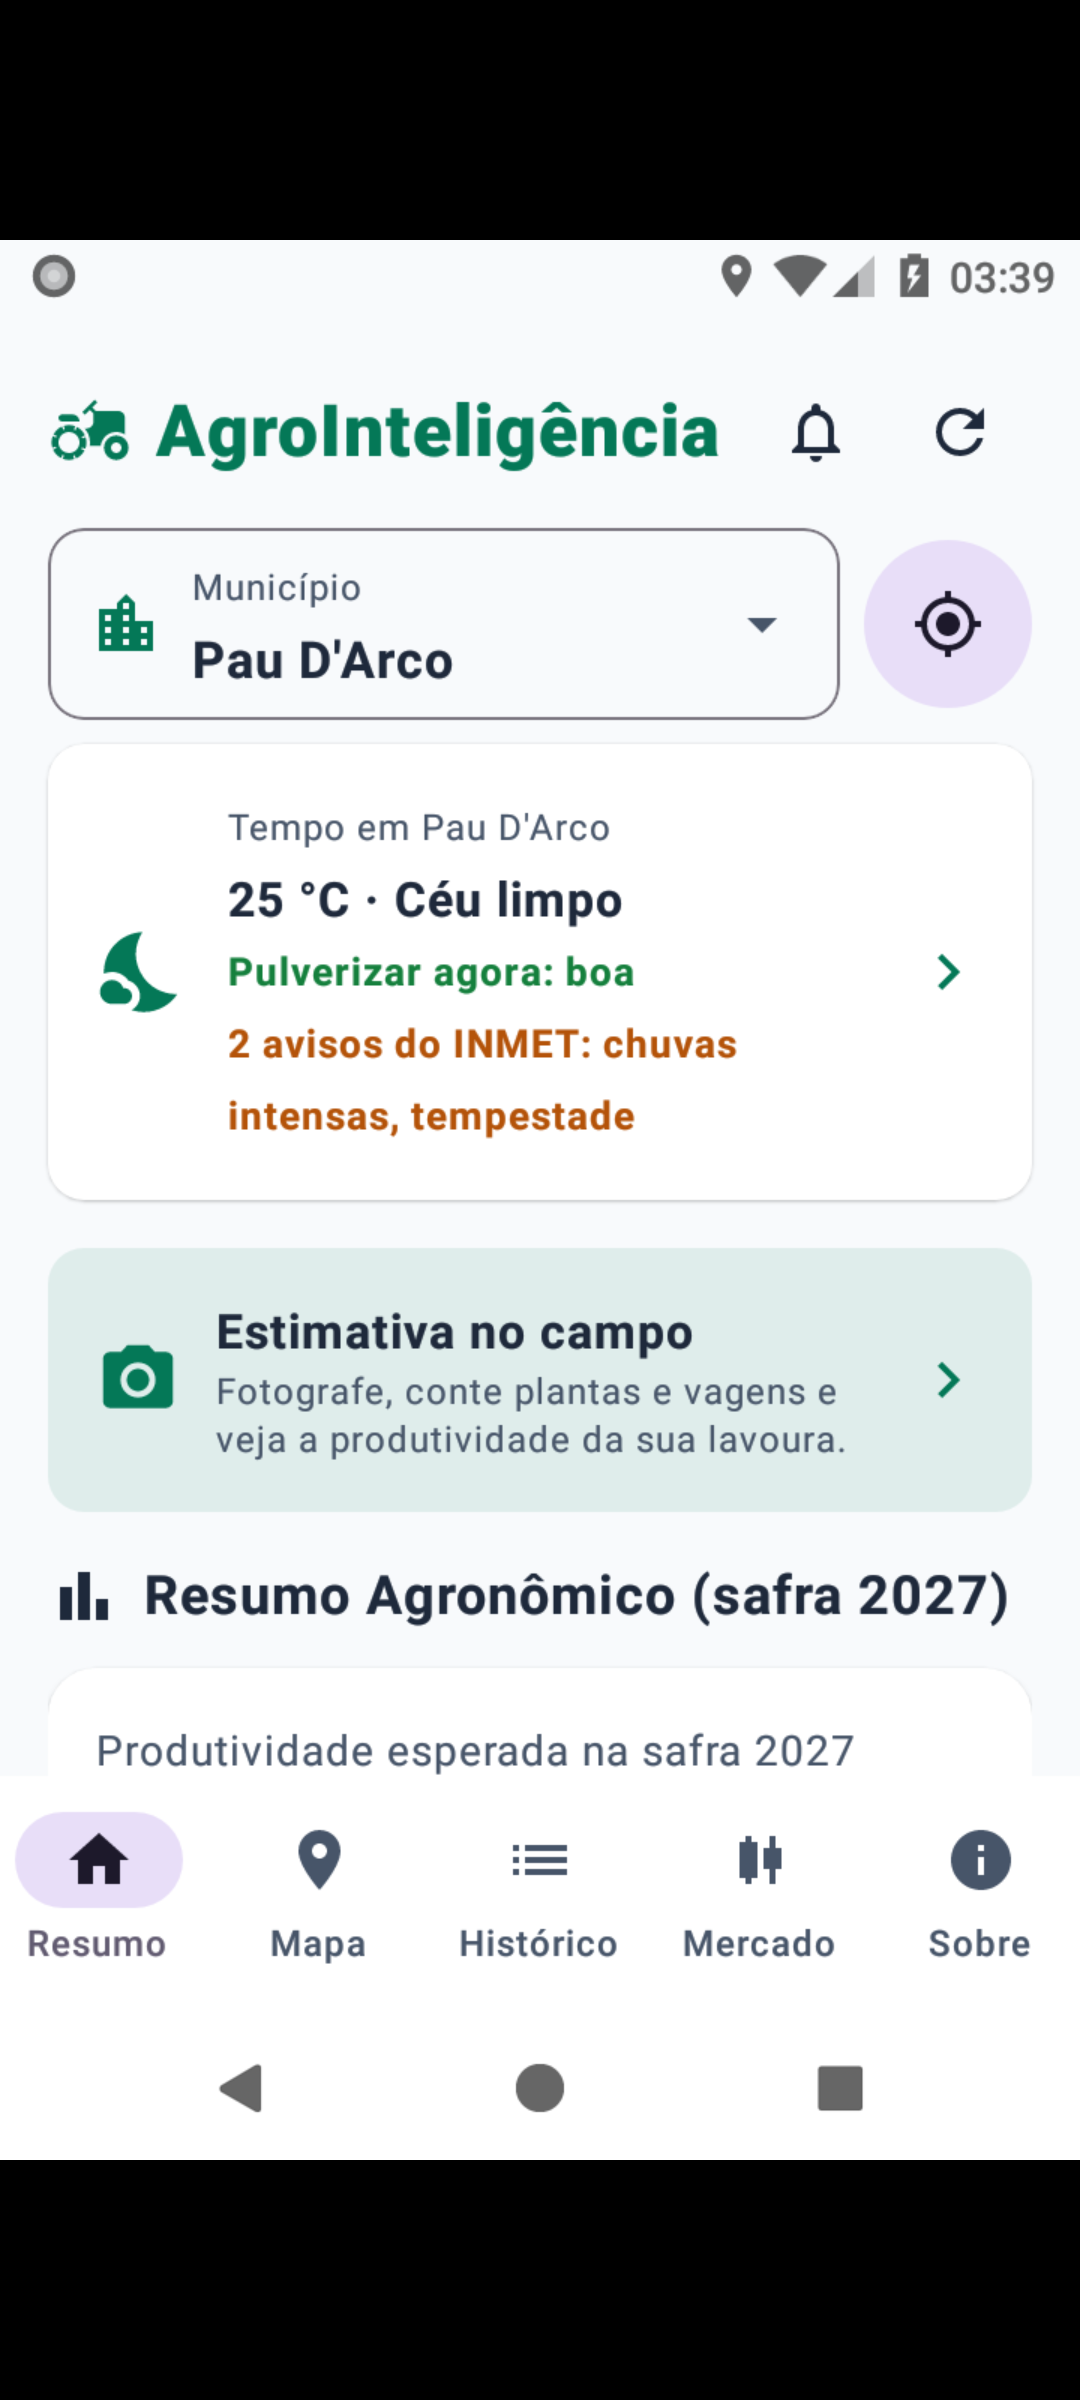 03:39
AgroInteligência
Município
Pau D'Arco
Tempo em Pau D'Arco
25 °C · Céu limpo
Pulverizar agora: boa
2 avisos do INMET: chuvas
intensas, tempestade
Estimativa no campo
Fotografe, conte plantas e vagens e
veja a produtividade da sua lavoura.
Resumo Agronômico (safra 2027)
Produtividade esperada na safra 2027
Resumo
Mapa
Histórico
Mercado
Sobre